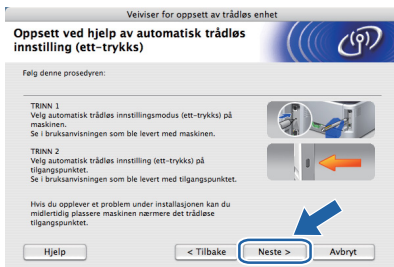 Veiviser for oppsett av trådløs enhet
Oppsett ved hjelp av automatisk trådløs
innstilling (ett-trykks)
Følg denne prosedyren:
TRINN 1
Velg automatisk trådløs innstillingsmodus (ett-trykks) på
maskinen.
Se i bruksanvisningen som ble levert med maskinen.
TRINN 2
Velg automatisk trådløs innstilling (ett-trykks) på
tilgangspunktet.
Se i bruksanvisningen som ble levert med tilgangspunktet.
Hvis du opplever et problem under installasjonen kan du
midlertidig plassere maskinen nærmere det trådløse
tilgangspunktet.
Hjelp
< Tilbake
Neste >
Avbryt